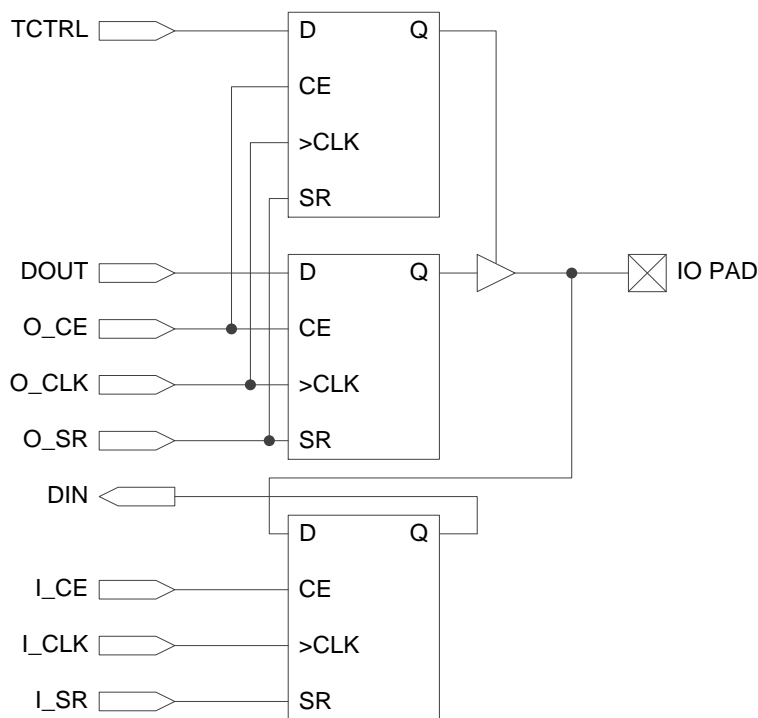 TCTRL
D Q
CE
>CLK
SR
DOUT
D Q
IO PAD
O_CE
CE
O_CLK
>CLK
O_SR
SR
DIN
D Q
I_CE
CE
I_CLK
>CLK
I_SR
SR